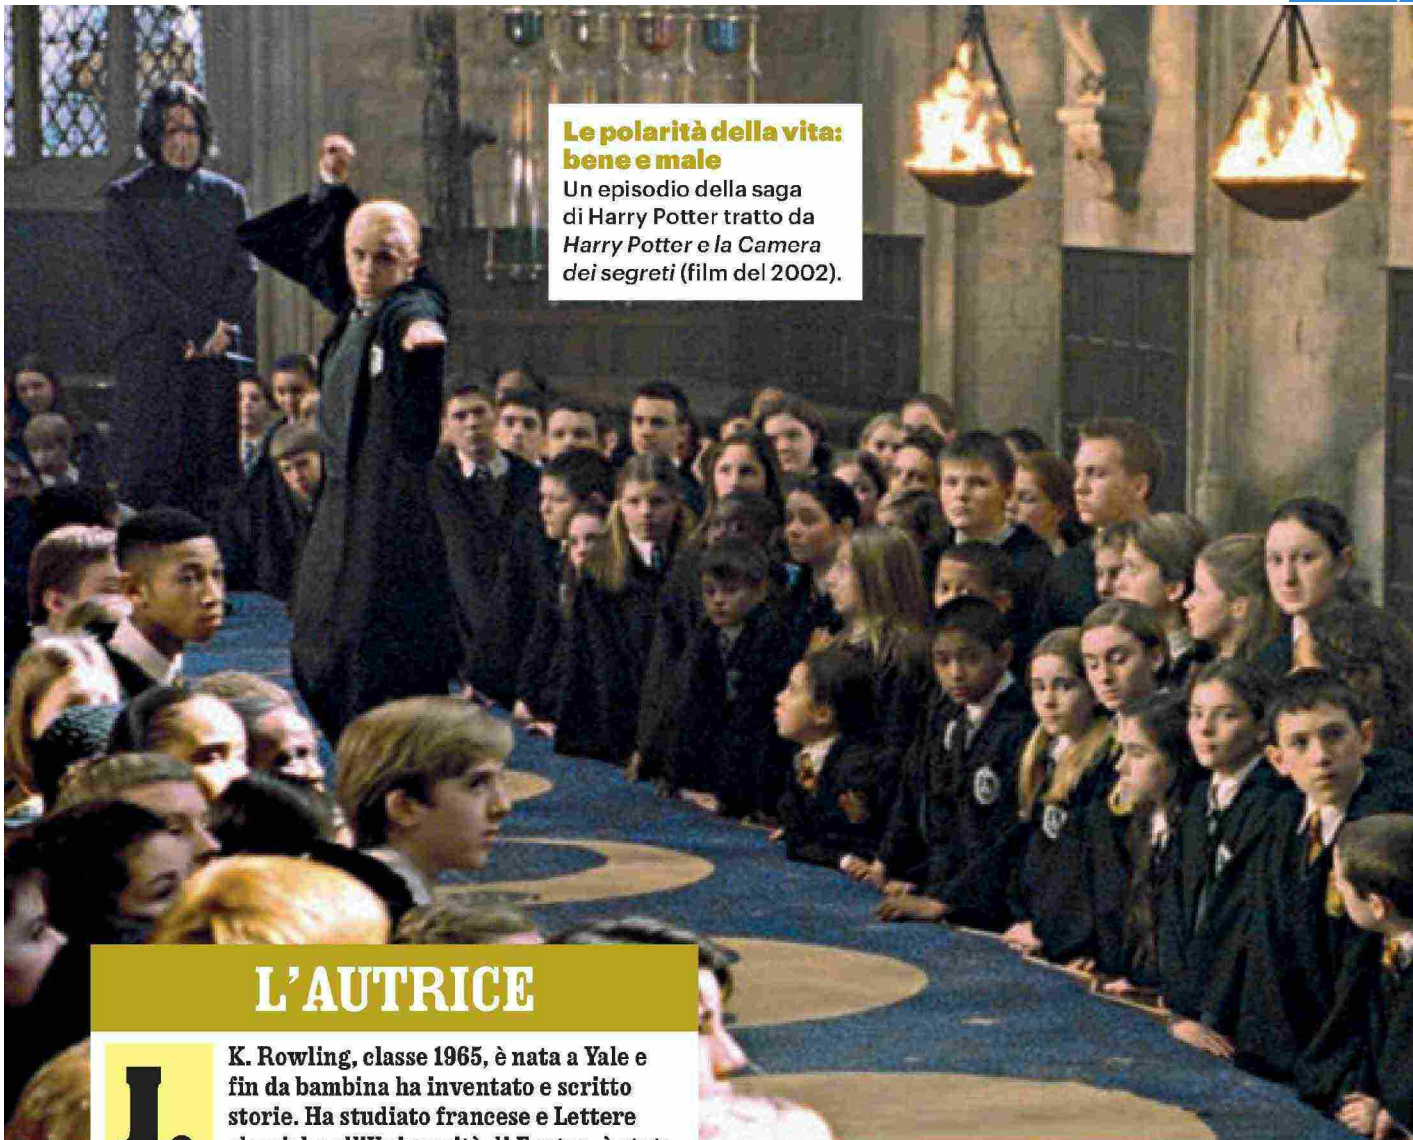 Le polarità della vita:
bene e male
Un episodio della saga
di Harry Potter tratto da
Harry Potter e la Camera
dei segreti (film del 2002).
L'AUTRICE
J.
K. Rowling, classe 1965, è nata a Yale e
fin da bambina ha inventato e scritto
storie. Ha studiato francese e Lettere